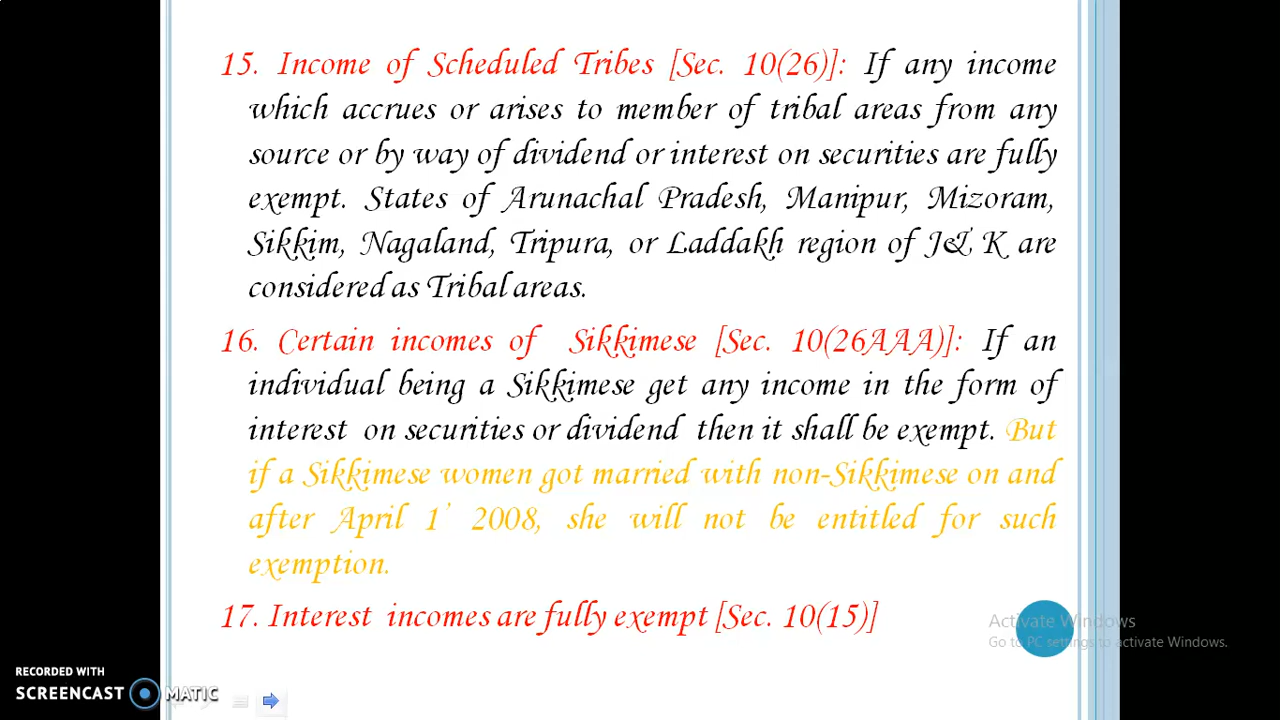 15. Income of Scheduled Tribes [Sec. 10(26)]: If any income
which accrues or arises to member of tribal areas from any
source or by way of dividend or interest on securities are fully
exempt. States of Arunachal Pradesh, Manipur, Mizoram,
Sikkim, Nagaland, Tripura, or Laddakh region of J& K are
considered as Tribal areas.
16. Certain incomes of Sikkimese [Sec. 10(26AAA)]: If an
individual being a Sikkimese get any income in the form of
interest on securities or dividend then it shall be exempt. But
if a Sikkimese women got married with non-Sikkimese on and
after April 1' 2008, she will not be entitled for such
exemption.
17. Interest incomes are fully exempt [Sec. 10(15)]
Activate Windows
Go to PC settings to activate Windows.
RECORDED WITH
SCREENCAST MATIC